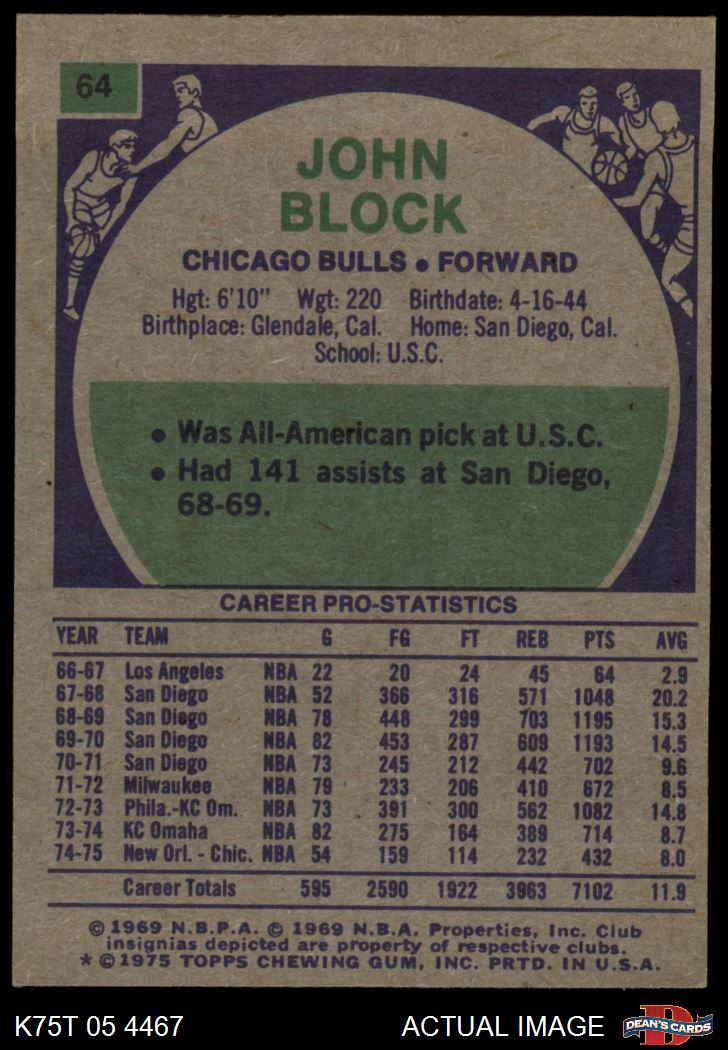 64
JOHN
BLOCK
CHICAGO BULLS • FORWARD
Hgt: 6'10" Wgt: 220 Birthdate: 4-16-44
Birthplace: Glendale, Cal. Home: San Diego, Cal.
School: U.S.C.
• Was All-American pick at U.S.C.
• Had 141 assists at San Diego,
68-69.
CAREER PRO-STATISTICS
YEAR TEAM G FG FT REB PTS AVG
66-67 Los Angeles NBA 22 20 24 45 64 2.9
67-68 San Diego NBA 52 366 316 571 1048 20.2
68-69 San Diego NBA 78 448 299 703 1195 15.3
69-70 San Diego NBA 82 453 287 609 1193 14.5
70-71 San Diego NBA 73 245 212 442 702 9.6
71-72 Milwaukee NBA 79 233 206 410 672 8.5
72-73 Phila.-KC Om. NBA 73 391 300 562 1082 14.8
73-74 KC Omaha NBA 82 275 164 389 714 8.7
74-75 New Orl. - Chic. NBA 54 159 114 232 432 8.0
Career Totals 595 2590 1922 3963 7102 11.9
© 1969 N.B.P.A. © 1969 N.B.A. Properties, Inc. Club
insignias depicted are property of respective clubs.
* © 1975 TOPPS CHEWING GUM, INC. PRTD. IN U.S.A.
K75T 05 4467 ACTUAL IMAGE D DEAN'S CARDS